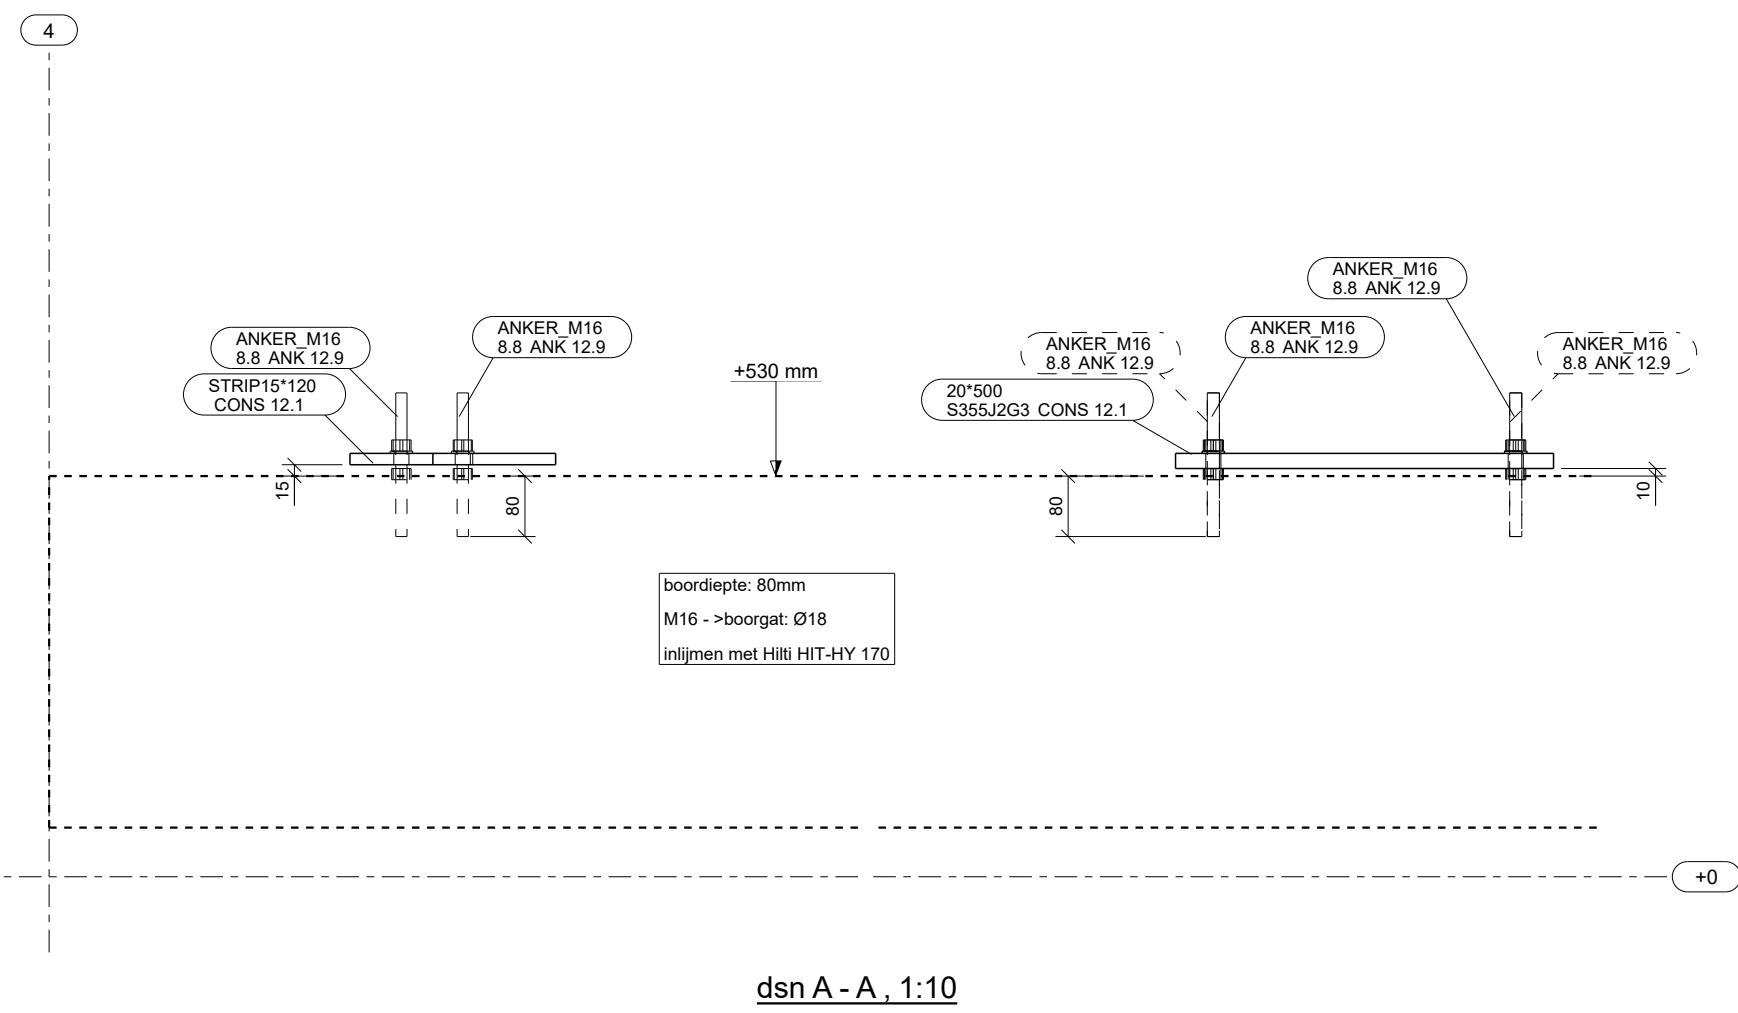 4
ANKER_M16
8.8 ANK 12.9
ANKER_M16
8.8 ANK 12.9
STRIP15*120
CONS 12.1
+530 mm
ANKER_M16
8.8 ANK 12.9
ANKER_M16
8.8 ANK 12.9
ANKER_M16
8.8 ANK 12.9
ANKER_M16
8.8 ANK 12.9
20*500
S355J2G3 CONS 12.1
15
80
80
10
boordiepte: 80mm
M16 - >boorgat: Ø18
inlijmen met Hilti HIT-HY 170
+0
dsn A - A , 1:10